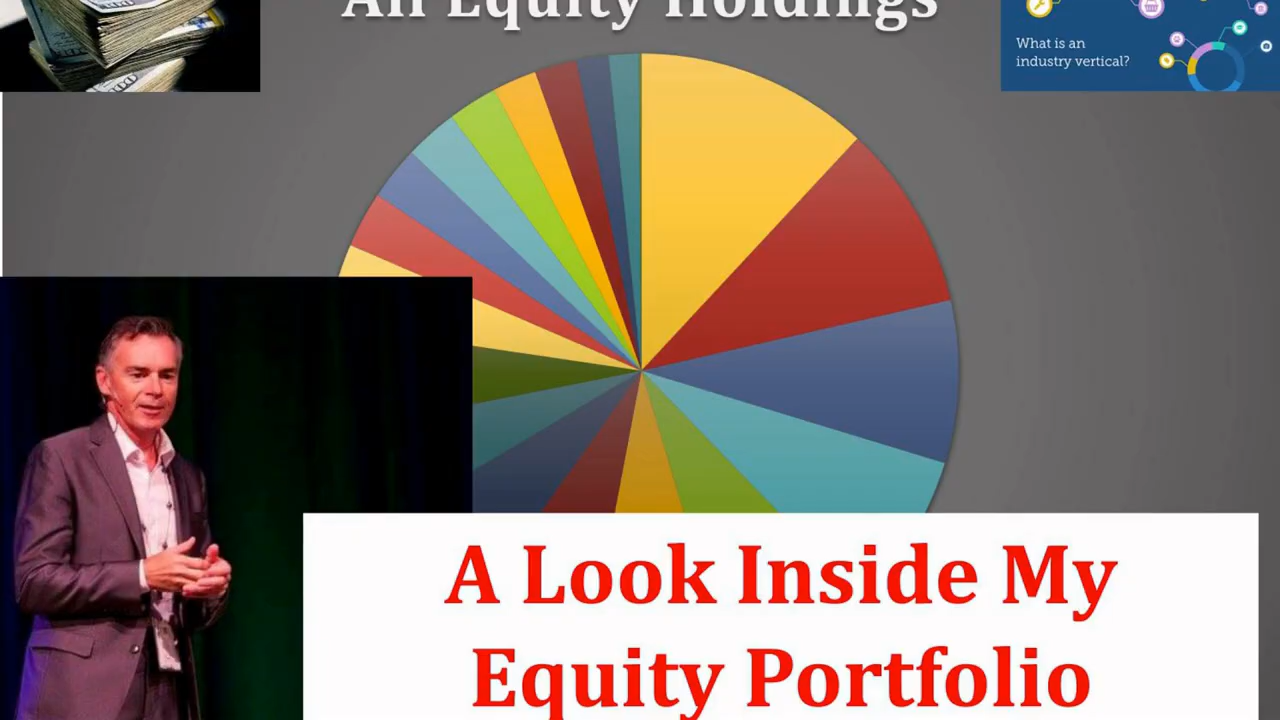 All Equity Holdings
What is an
industry vertical?
A Look Inside My
Equity Portfolio